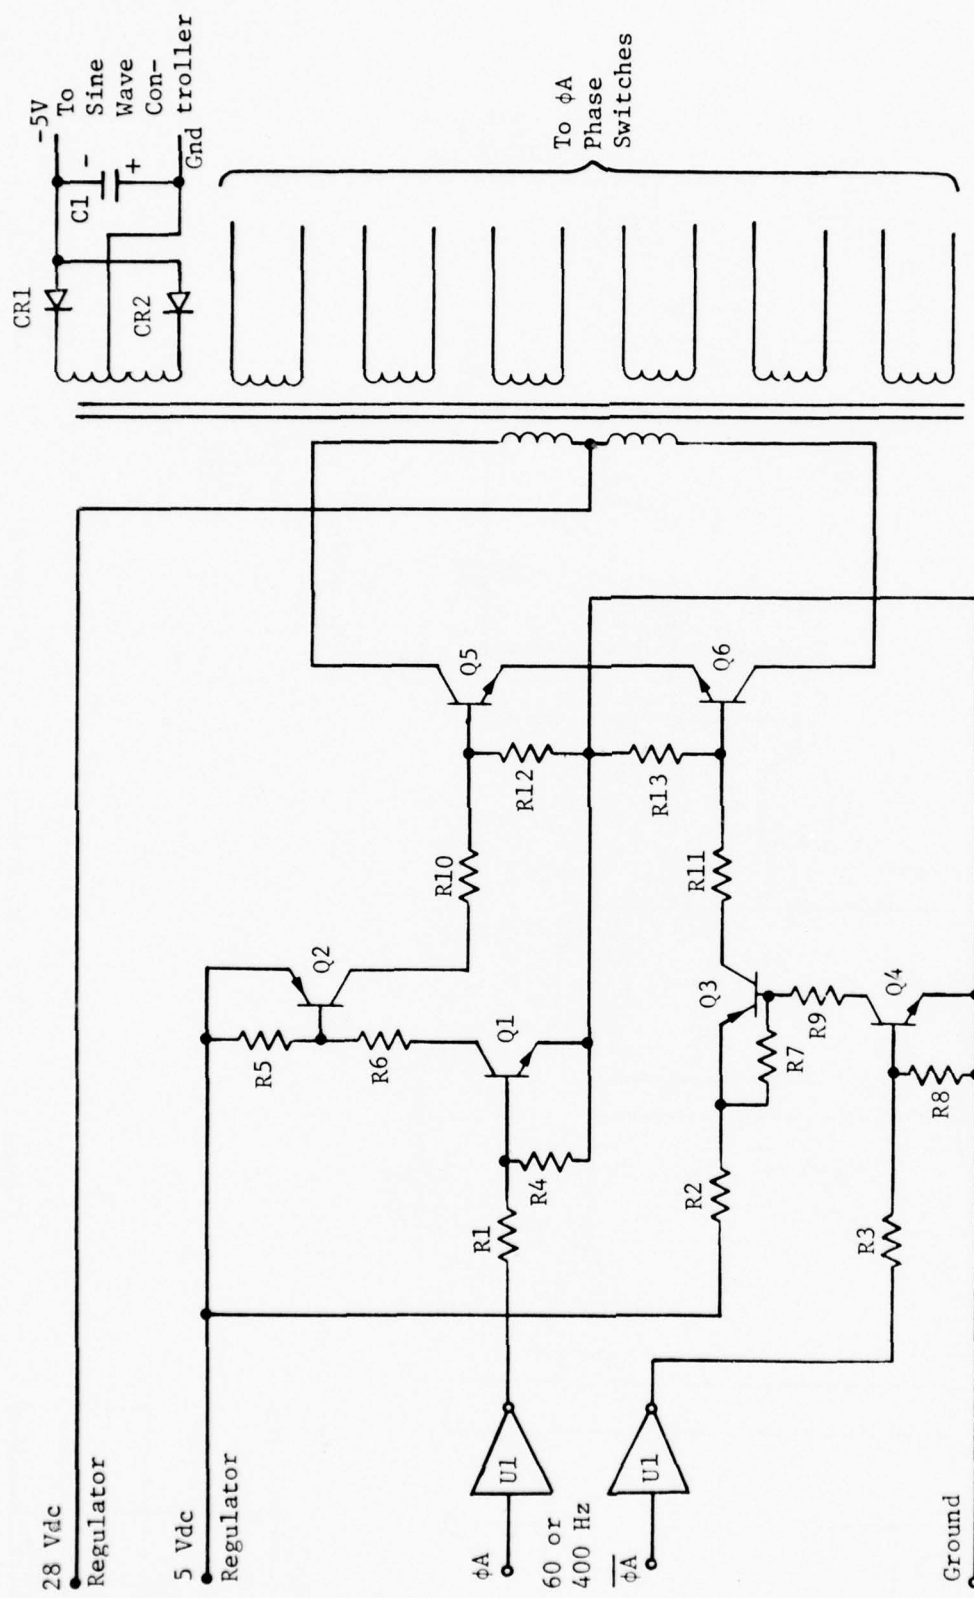 28 Vdc
Regulator
5 Vdc
Regulator
ϕA
60 or
400 Hz
ϕA̅
Ground
U1
U1
R1
R4
R3
R2
R8
R5
R6
Q1
Q2
R7
R9
Q3
Q4
R10
R11
R12
R13
Q5
Q6
CR1
CR2
C1
-
+
-5V
To
Sine
Wave
Con-
troller
Gnd
To ϕA
Phase
Switches